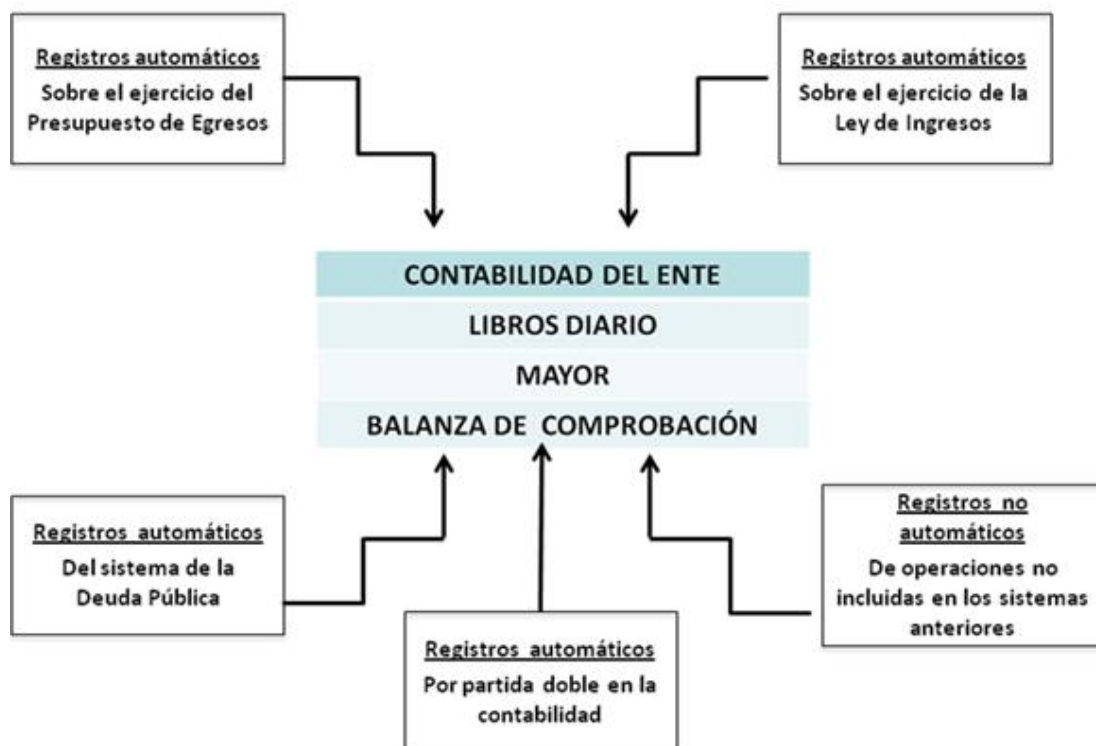 Registros automáticos
Sobre el ejercicio del
Presupuesto de Egresos
Registros automáticos
Sobre el ejercicio de la
Ley de Ingresos
CONTABILIDAD DEL ENTE
LIBROS DIARIO
MAYOR
BALANZA DE COMPROBACIÓN
Registros automáticos
Del sistema de la
Deuda Pública
Registros automáticos
Por partida doble en la
contabilidad
Registros no
automáticos
De operaciones no
incluidas en los sistemas
anteriores